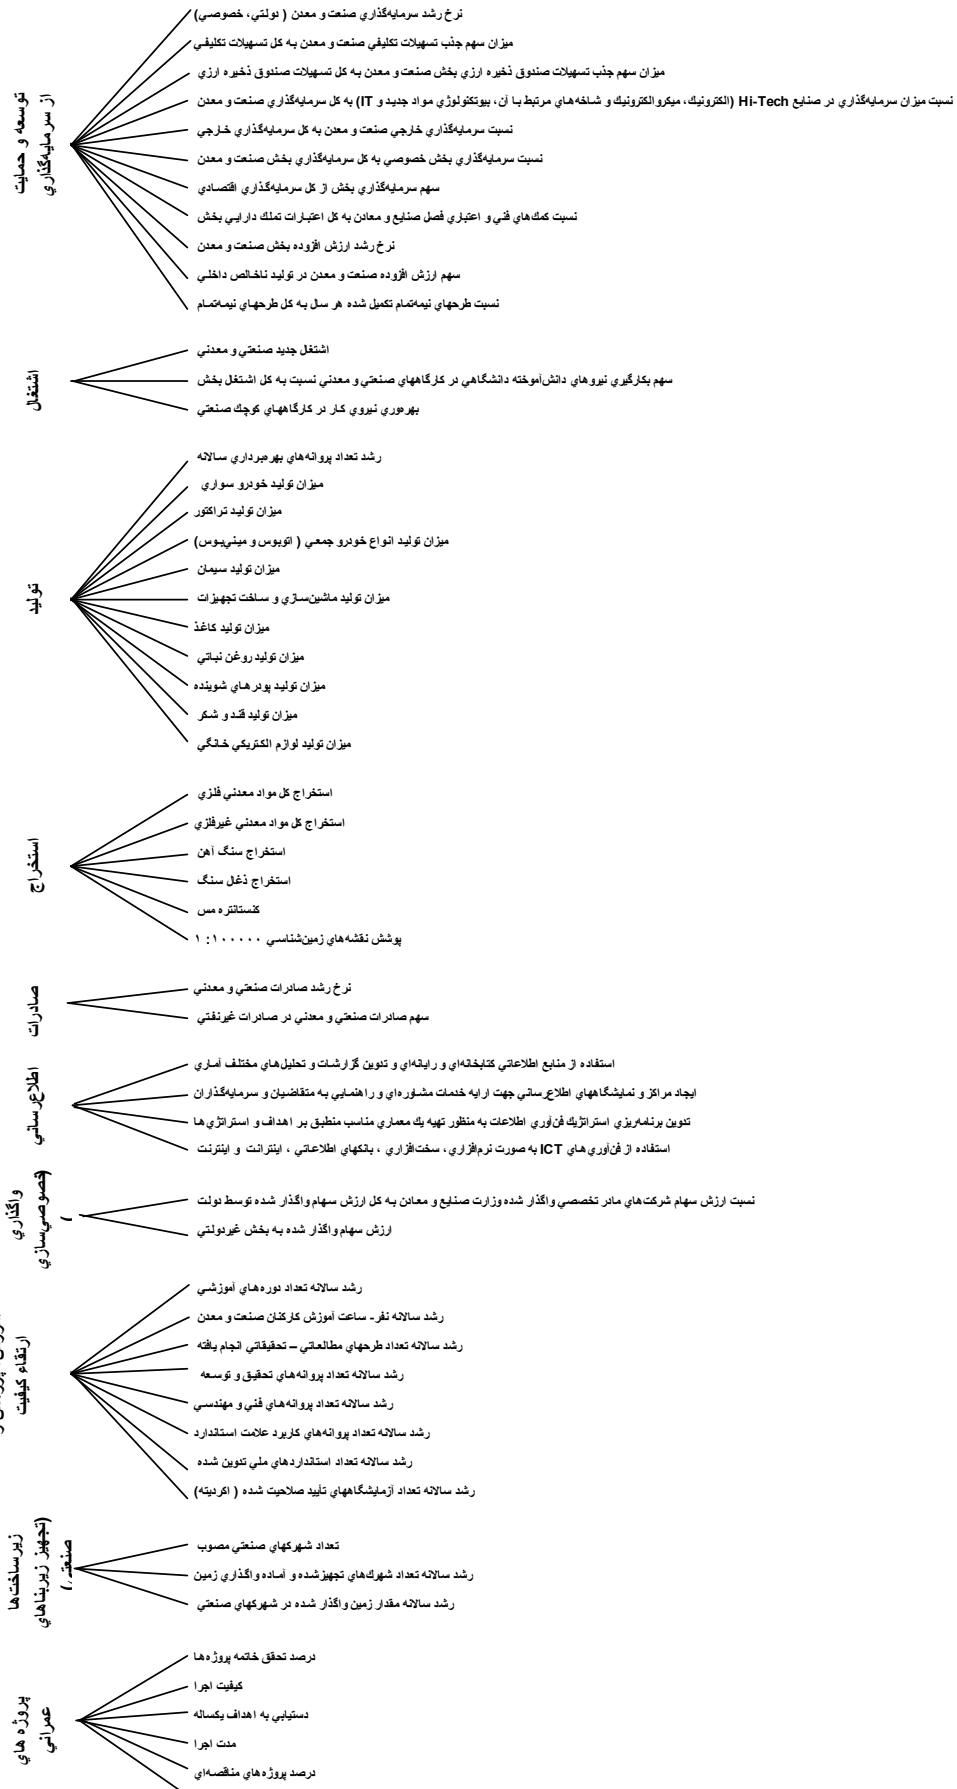 توسعه و حمايت
از سرمايه‌گذاري
نرخ رشد سرمايه‌گذاري صنعت و معدن ( دولتي، خصوصي)
ميزان سهم جذب تسهيلات تكليفي صنعت و معدن به كل تسهيلات تكليفي
ميزان سهم جذب تسهيلات صندوق ذخيره ارزي بخش صنعت و معدن به كل تسهيلات صندوق ذخيره ارزي
نسبت ميزان سرمايه‌گذاري در صنايع Hi-Tech (الكترونيك، ميكروالكترونيك و شاخه‌هاي مرتبط با آن، بيوتكنولوژي مواد جديد و IT) به كل سرمايه‌گذاري صنعت و معدن
نسبت سرمايه‌گذاري خارجي صنعت و معدن به كل سرمايه‌گذاري خارجي
نسبت سرمايه‌گذاري بخش خصوصي به كل سرمايه‌گذاري بخش صنعت و معدن
سهم سرمايه‌گذاري بخش از كل سرمايه‌گذاري اقتصادي
نسبت كمك‌هاي فني و اعتباري فصل صنايع و معادن به كل اعتبارات تملك دارايي بخش
نرخ رشد ارزش افزوده بخش صنعت و معدن
سهم ارزش افزوده صنعت و معدن در توليد ناخالص داخلي
نسبت طرحهاي نيمه‌تمام تكميل شده هر سال به كل طرحهاي نيمه‌تمام
اشتغال
اشتغال جديد صنعتي و معدني
سهم بكارگيري نيروهاي دانش‌آموخته دانشگاهي در كارگاههاي صنعتي و معدني نسبت به كل اشتغال بخش
بهره‌وري نيروي كار در كارگاههاي كوچك صنعتي
توليد
رشد تعداد پروانه‌هاي بهره‌برداري سالانه
ميزان توليد خودرو سواري
ميزان توليد تراكتور
ميزان توليد انواع خودرو جمعي ( اتوبوس و ميني‌بوس)
ميزان توليد سيمان
ميزان توليد ماشين‌سازي و ساخت تجهيزات
ميزان توليد كاغذ
ميزان توليد روغن نباتي
ميزان توليد پودرهاي شوينده
ميزان توليد قند و شكر
ميزان توليد لوازم الكتريكي خانگي
استخراج
استخراج كل مواد معدني فلزي
استخراج كل مواد معدني غيرفلزي
استخراج سنگ آهن
استخراج ذغال سنگ
كنستانتره مس
پوشش نقشه‌هاي زمين‌شناسي ۱۰۰۰۰۰ : ۱
صادرات
نرخ رشد صادرات صنعتي و معدني
سهم صادرات صنعتي و معدني در صادرات غيرنفتي
اطلاع‌رساني
استفاده از منابع اطلاعاتي كتابخانه‌اي و رايانه‌اي و تدوين گزارشات و تحليل‌هاي مختلف آماري
ايجاد مراكز و نمايشگاههاي اطلاع‌رساني جهت ارايه خدمات مشاوره‌اي و راهنمايي به متقاضيان و سرمايه‌گذاران
تدوين برنامه‌ريزي استراتژيك فن‌آوري اطلاعات به منظور تهيه يك معماري مناسب منطبق بر اهداف و استراتژي‌ها
استفاده از فن‌آوري‌هاي ICT به صورت نرم‌افزاري ، سخت‌افزاري ، بانكهاي اطلاعاتي ، اينترانت و اينترنت
واگذاري
(خصوصي‌سازي
)
نسبت ارزش سهام شركت‌هاي مادر تخصصي واگذار شده وزارت صنايع و معادن به كل ارزش سهام واگذار شده توسط دولت
ارزش سهام واگذار شده به بخش غيردولتي
ارتقاء كيفيت
رشد سالانه تعداد دوره‌هاي آموزشي
رشد سالانه نفر- ساعت آموزش كاركنان صنعت و معدن
رشد سالانه تعداد طرحهاي مطالعاتي – تحقيقاتي انجام يافته
رشد سالانه تعداد پروانه‌هاي تحقيق و توسعه
رشد سالانه تعداد پروانه‌هاي فني و مهندسي
رشد سالانه تعداد پروانه‌هاي كاربرد علامت استاندارد
رشد سالانه تعداد استانداردهاي ملي تدوين شده
رشد سالانه تعداد آزمايشگاههاي تأييد صلاحيت شده ( اكرديته)
زيرساخت‌ها
(تجهيز زيربناهاي
صنعتي)
تعداد شهركهاي صنعتي مصوب
رشد سالانه تعداد شهرك‌هاي تجهيزشده و آماده واگذاري زمين
رشد سالانه مقدار زمين واگذار شده در شهركهاي صنعتي
پروژه هاي
عمراني
درصد تحقق خاتمه پروژه‌ها
كيفيت اجرا
دستيابي به اهداف يكساله
مدت اجرا
درصد پروژه‌هاي مناقصه‌اي